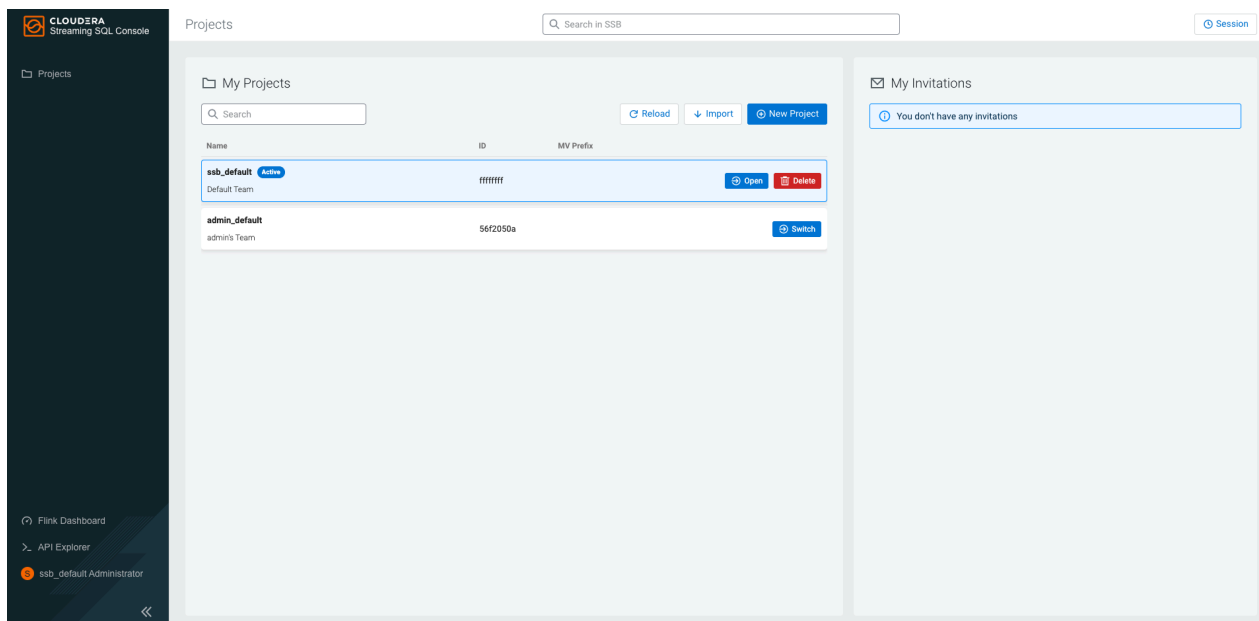 CLOUDERA
Streaming SQL Console
Projects
Search in SSB
Session
Projects
My Projects
Search
Reload
Import
New Project
Name
ID
MV Prefix
ssb_default
Active
Default Team
ffffffff
Open
Delete
admin_default
admin's Team
56f2050a
Switch
My Invitations
You don't have any invitations
Flink Dashboard
API Explorer
S
ssb_default Administrator